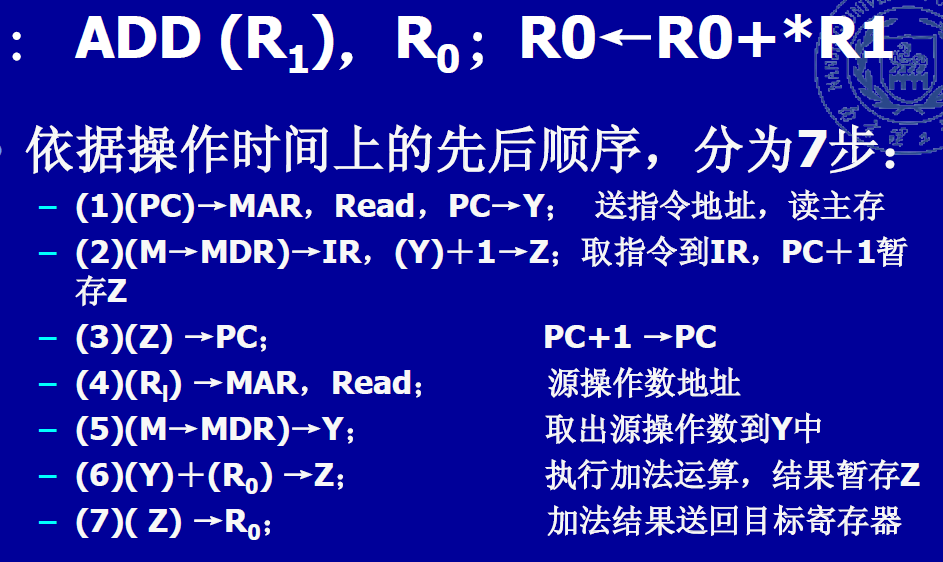 ： ADD (R₁)，R₀；R0←R0+*R1
依据操作时间上的先后顺序，分为7步：
– (1)(PC)→MAR，Read，PC→Y； 送指令地址，读主存
– (2)(M→MDR)→IR，(Y)＋1→Z；取指令到IR，PC＋1暂
存Z
– (3)(Z) →PC； PC+1 →PC
– (4)(Rl) →MAR，Read； 源操作数地址
– (5)(M→MDR)→Y； 取出源操作数到Y中
– (6)(Y)＋(R₀) →Z； 执行加法运算，结果暂存Z
– (7)( Z) →R₀； 加法结果送回目标寄存器